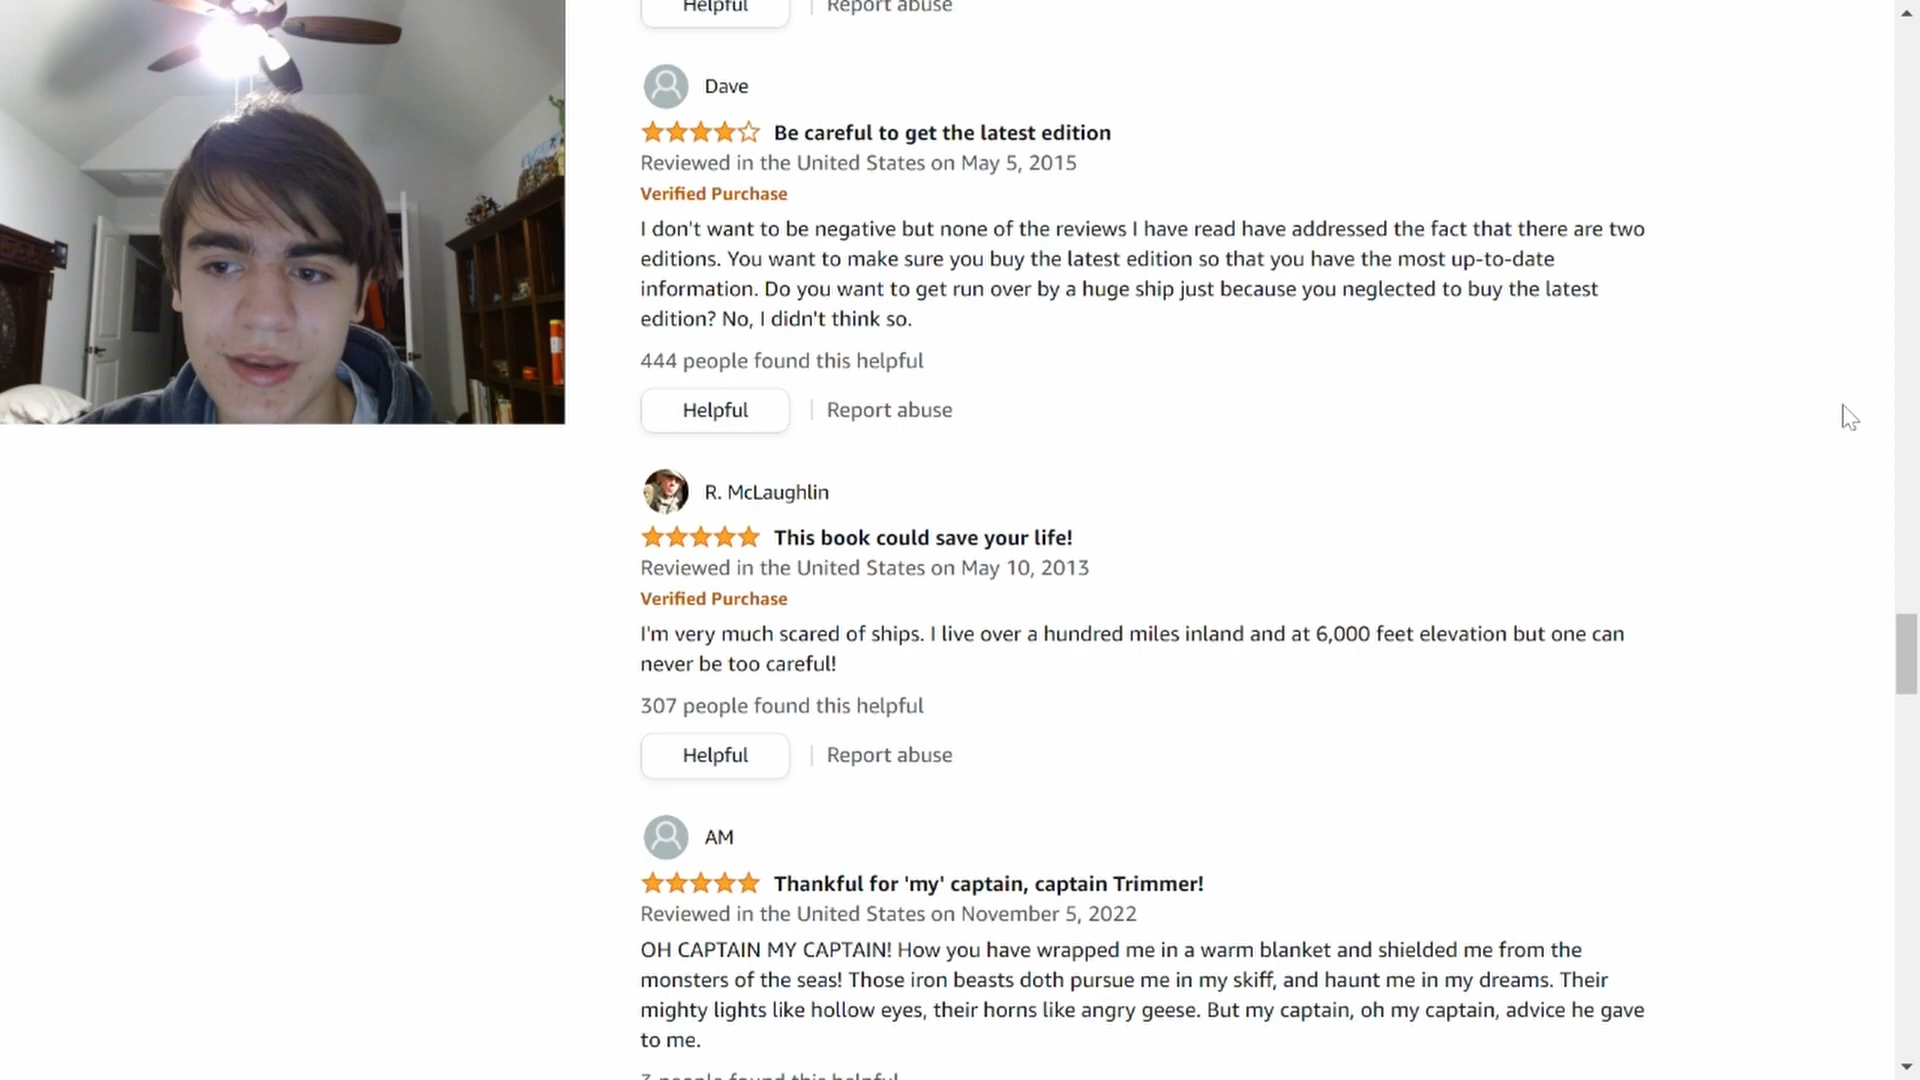 Helpful
Report abuse
Dave
Be careful to get the latest edition
Reviewed in the United States on May 5, 2015
Verified Purchase
I don't want to be negative but none of the reviews I have read have addressed the fact that there are two
editions. You want to make sure you buy the latest edition so that you have the most up-to-date
information. Do you want to get run over by a huge ship just because you neglected to buy the latest
edition? No, I didn't think so.
444 people found this helpful
Helpful
Report abuse
R. McLaughlin
This book could save your life!
Reviewed in the United States on May 10, 2013
Verified Purchase
I'm very much scared of ships. I live over a hundred miles inland and at 6,000 feet elevation but one can
never be too careful!
307 people found this helpful
Helpful
Report abuse
AM
Thankful for 'my' captain, captain Trimmer!
Reviewed in the United States on November 5, 2022
OH CAPTAIN MY CAPTAIN! How you have wrapped me in a warm blanket and shielded me from the
monsters of the seas! Those iron beasts doth pursue me in my skiff, and haunt me in my dreams. Their
mighty lights like hollow eyes, their horns like angry geese. But my captain, oh my captain, advice he gave
to me.
people found this helpful